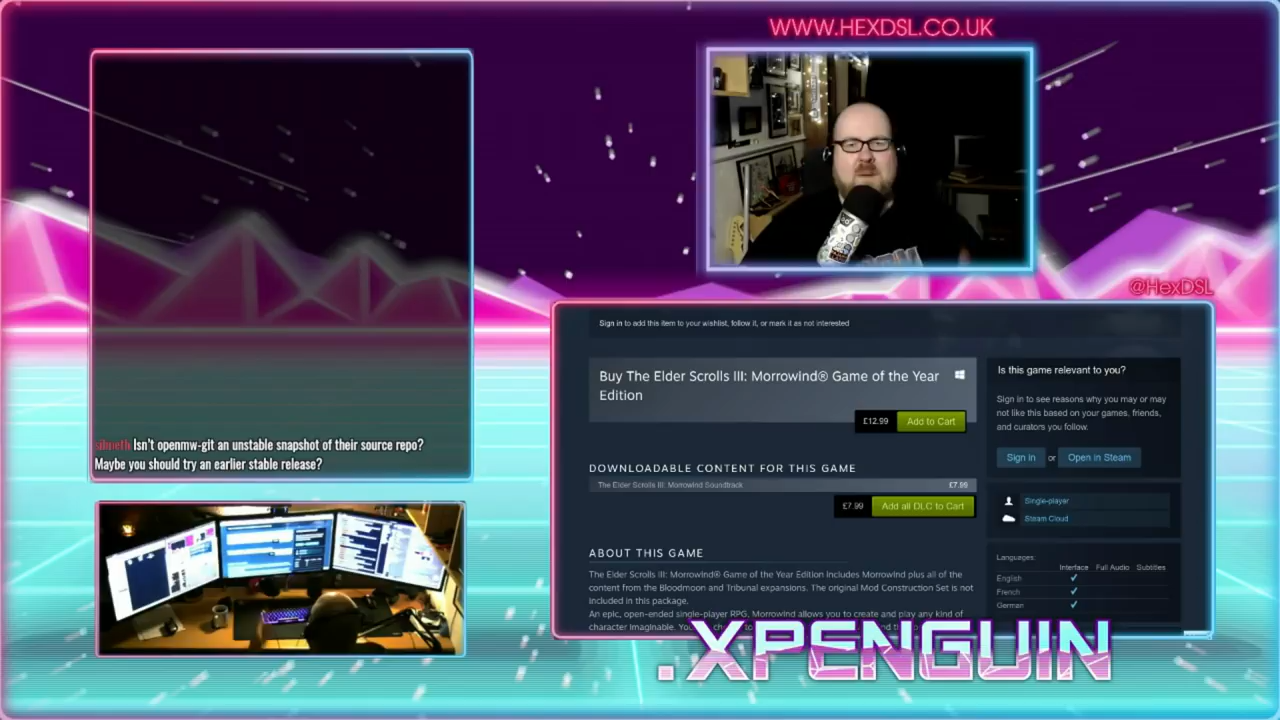 WWW.HEXDSL.CO.UK
@HexDSL
Isn't openmw-git an unstable snapshot of their source repo?
Maybe you should try an earlier stable release?
Sign in to add this item to your wishlist, follow it, or mark it as not interested
Buy The Elder Scrolls III: Morrowind® Game of the Year
Edition
£12.99 Add to Cart
DOWNLOADABLE CONTENT FOR THIS GAME
The Elder Scrolls III: Morrowind Soundtrack £7.99
£7.99 Add all DLC to Cart
ABOUT THIS GAME
The Elder Scrolls III: Morrowind® Game of the Year Edition includes Morrowind plus all of the
content from the Bloodmoon and Tribunal expansions. The original Mod Construction Set is not
included in this package.
An epic, open-ended single-player RPG, Morrowind allows you to create and play any kind of
character imaginable.
Is this game relevant to you?
Sign in to see reasons why you may or may
not like this based on your games, friends,
and curators you follow.
Sign in or Open in Steam
Single-player
Steam Cloud
Languages:
Interface Full Audio Subtitles
English ✓
French ✓
German ✓
.XPENGUIN